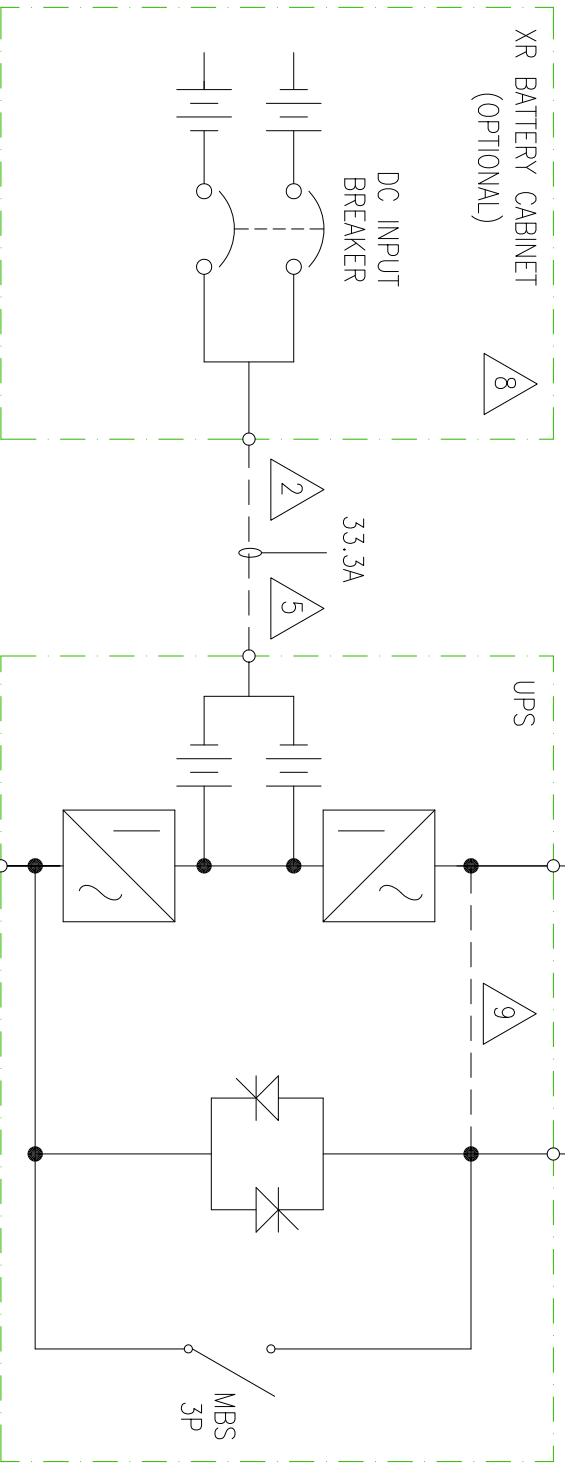 XR BATTERY CABINET
(OPTIONAL)
DC INPUT
BREAKER
8
2
33.3A
5
UPS
9
MBS
3P